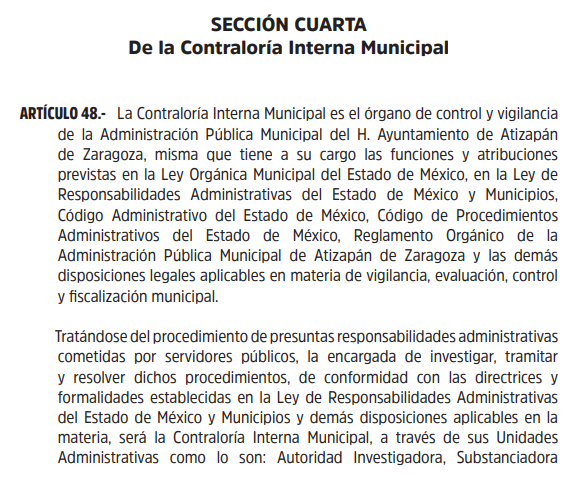 SECCIÓN CUARTA
De la Contraloría Interna Municipal
ARTÍCULO 48.- La Contraloría Interna Municipal es el órgano de control y vigilancia
de la Administración Pública Municipal del H. Ayuntamiento de Atizapán
de Zaragoza, misma que tiene a su cargo las funciones y atribuciones
previstas en la Ley Orgánica Municipal del Estado de México, en la Ley de
Responsabilidades Administrativas del Estado de México y Municipios,
Código Administrativo del Estado de México, Código de Procedimientos
Administrativos del Estado de México, Reglamento Orgánico de la
Administración Pública Municipal de Atizapán de Zaragoza y las demás
disposiciones legales aplicables en materia de vigilancia, evaluación, control
y fiscalización municipal.
Tratándose del procedimiento de presuntas responsabilidades administrativas
cometidas por servidores públicos, la encargada de investigar, tramitar
y resolver dichos procedimientos, de conformidad con las directrices y
formalidades establecidas en la Ley de Responsabilidades Administrativas
del Estado de México y Municipios y demás disposiciones aplicables en la
materia, será la Contraloría Interna Municipal, a través de sus Unidades
Administrativas como lo son: Autoridad Investigadora, Substanciadora